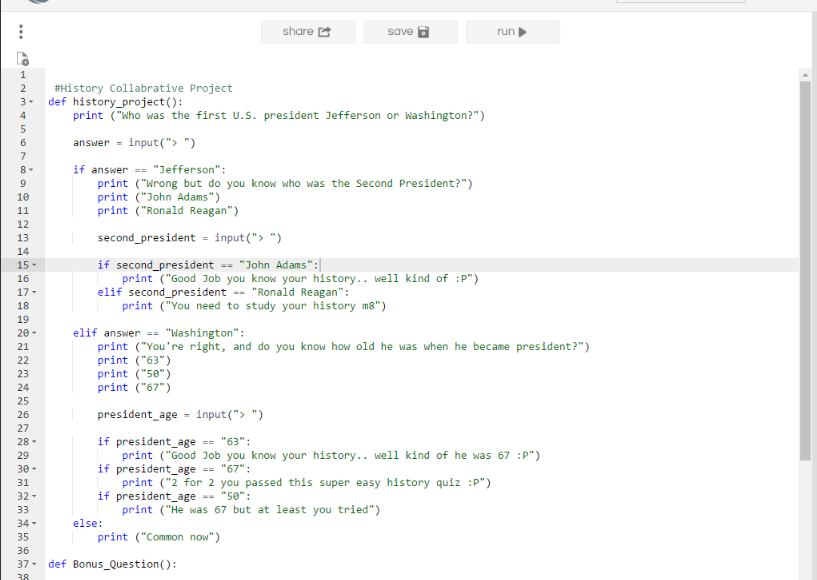 share
save
run
1
2 #History Collabrative Project
3 def history_project():
4 print ("Who was the first U.S. president Jefferson or Washington?")
5
6 answer = input("> ")
7
8 if answer == "Jefferson":
9 print ("Wrong but do you know who was the Second President?")
10 print ("John Adams")
11 print ("Ronald Reagan")
12
13 second_president = input("> ")
14
15 if second_president == "John Adams":
16 print ("Good Job you know your history.. well kind of :P")
17 elif second_president == "Ronald Reagan":
18 print ("You need to study your history m8")
19
20 elif answer == "Washington":
21 print ("You're right, and do you know how old he was when he became president?")
22 print ("63")
23 print ("50")
24 print ("67")
25
26 president_age = input("> ")
27
28 if president_age == "63":
29 print ("Good Job you know your history.. well kind of he was 67 :P")
30 if president_age == "67":
31 print ("2 for 2 you passed this super easy history quiz :P")
32 if president_age == "50":
33 print ("He was 67 but at least you tried")
34 else:
35 print ("Common now")
36
37 def Bonus_Question():
38